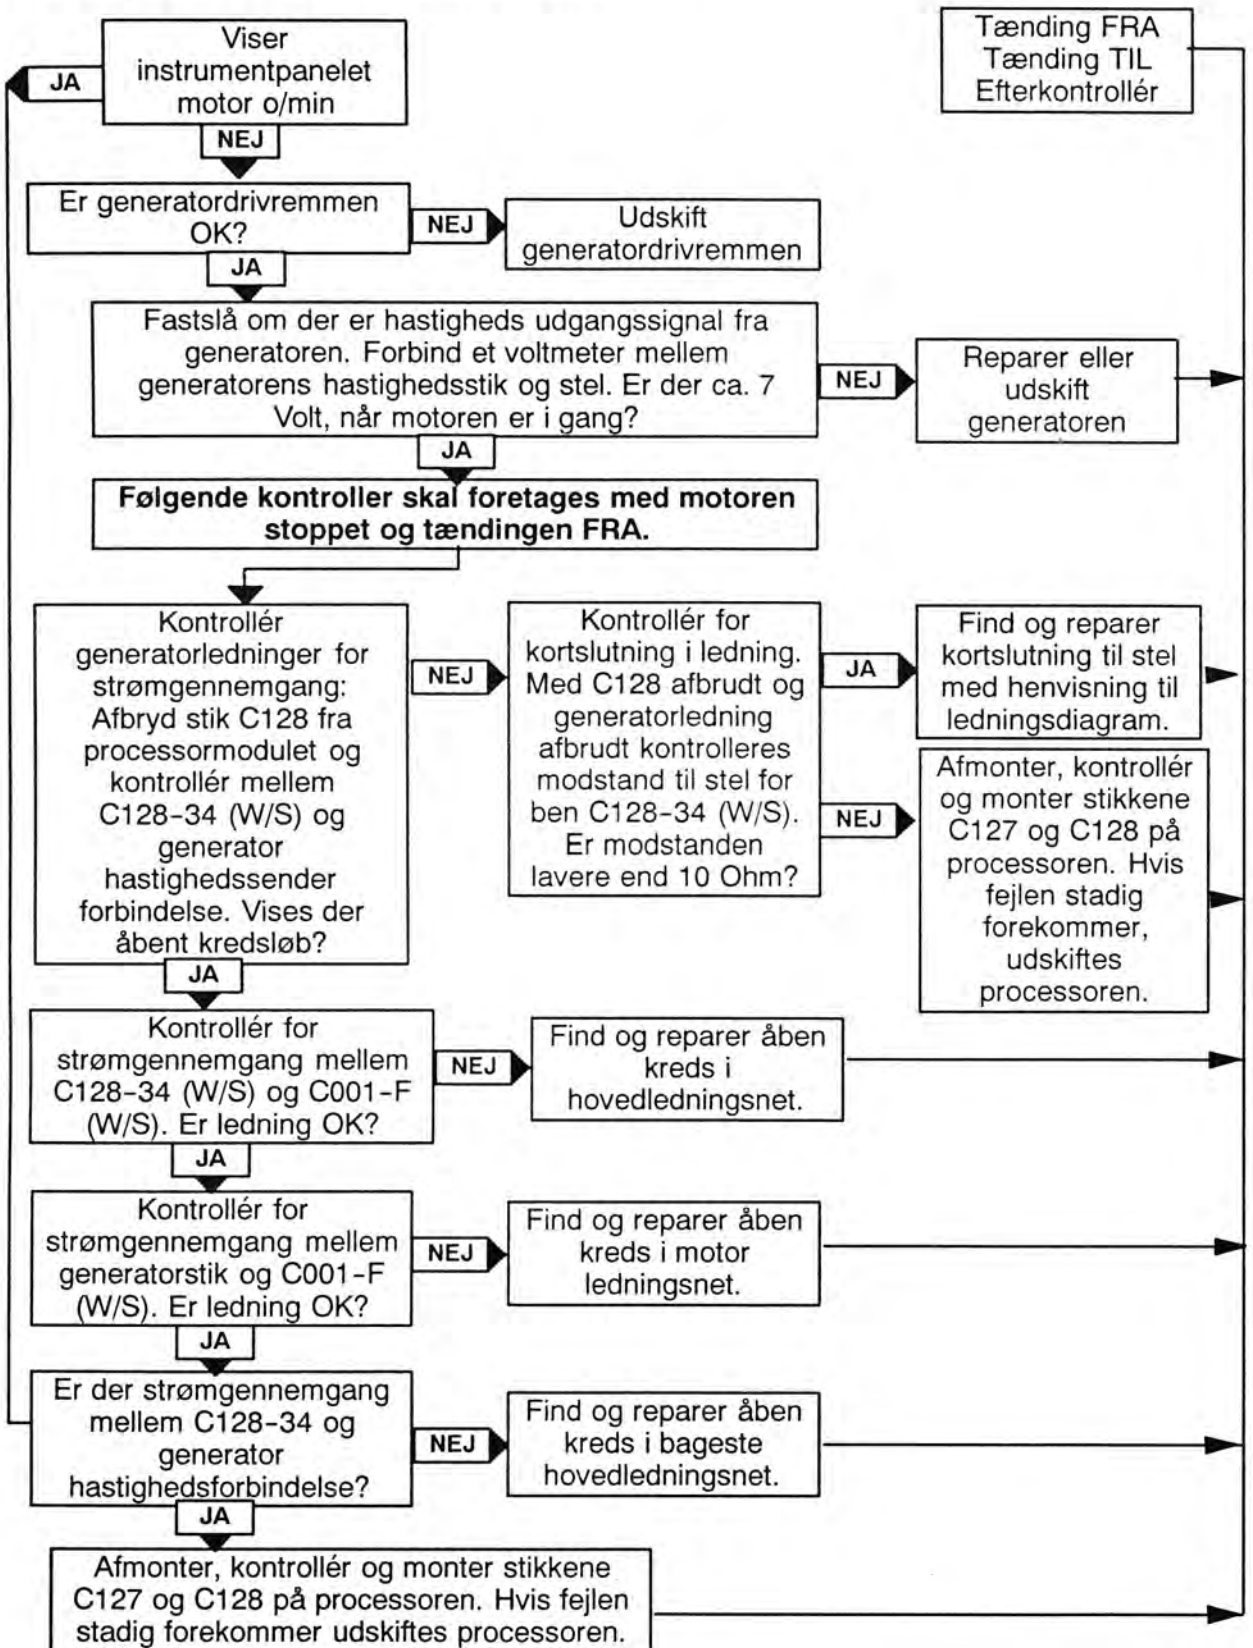 Viser
instrumentpanelet
motor o/min
JA
NEJ
Tænding FRA
Tænding TIL
Efterkontrollér
Er generatordrivremmen
OK?
NEJ
Udskift
generatordrivremmen
JA
Fastslå om der er hastigheds udgangssignal fra
generatoren. Forbind et voltmeter mellem
generatorens hastighedsstik og stel. Er der ca. 7
Volt, når motoren er i gang?
NEJ
Reparer eller
udskift
generatoren
JA
Følgende kontroller skal foretages med motoren
stoppet og tændingen FRA.
Kontrollér
generatorledninger for
strømgennemgang:
Afbryd stik C128 fra
processormodulet og
kontrollér mellem
C128-34 (W/S) og
generator
hastighedssender
forbindelse. Vises der
åbent kredsløb?
NEJ
Kontrollér for
kortslutning i ledning.
Med C128 afbrudt og
generatorledning
afbrudt kontrolleres
modstand til stel for
ben C128-34 (W/S).
Er modstanden
lavere end 10 Ohm?
JA
Find og reparer
kortslutning til stel
med henvisning til
ledningsdiagram.
NEJ
Afmonter, kontrollér
og monter stikkene
C127 og C128 på
processoren. Hvis
fejlen stadig
forekommer,
udskiftes
processoren.
JA
Kontrollér for
strømgennemgang mellem
C128-34 (W/S) og C001-F
(W/S). Er ledning OK?
NEJ
Find og reparer åben
kreds i
hovedledningsnet.
JA
Kontrollér for
strømgennemgang mellem
generatorstik og C001-F
(W/S). Er ledning OK?
NEJ
Find og reparer åben
kreds i motor
ledningsnet.
JA
Er der strømgennemgang
mellem C128-34 og
generator
hastighedsforbindelse?
NEJ
Find og reparer åben
kreds i bageste
hovedledningsnet.
JA
Afmonter, kontrollér og monter stikkene
C127 og C128 på processoren. Hvis fejlen
stadig forekommer udskiftes processoren.